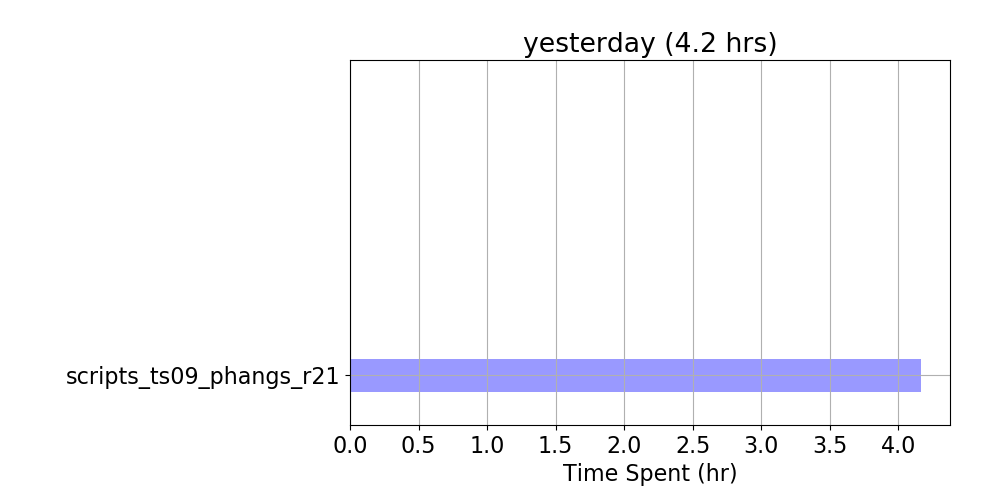 yesterday (4.2 hrs)
scripts_ts09_phangs_r21
0.0 0.5 1.0 1.5 2.0 2.5 3.0 3.5 4.0
Time Spent (hr)